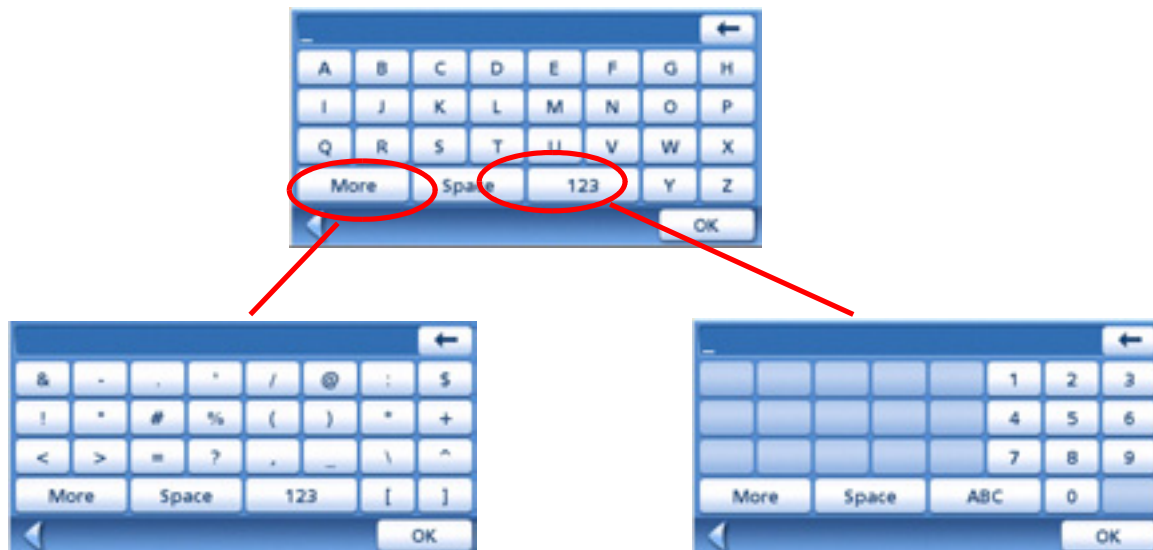 _
A B C D E F G H
I J K L M N O P
Q R S T U V W X
More Space 123 Y Z
OK
& - . ' / @ : $
! " # % ( ) * +
< > = ? , _ \ ^
More Space 123 [ ]
OK
_
1 2 3
4 5 6
7 8 9
More Space ABC 0
OK